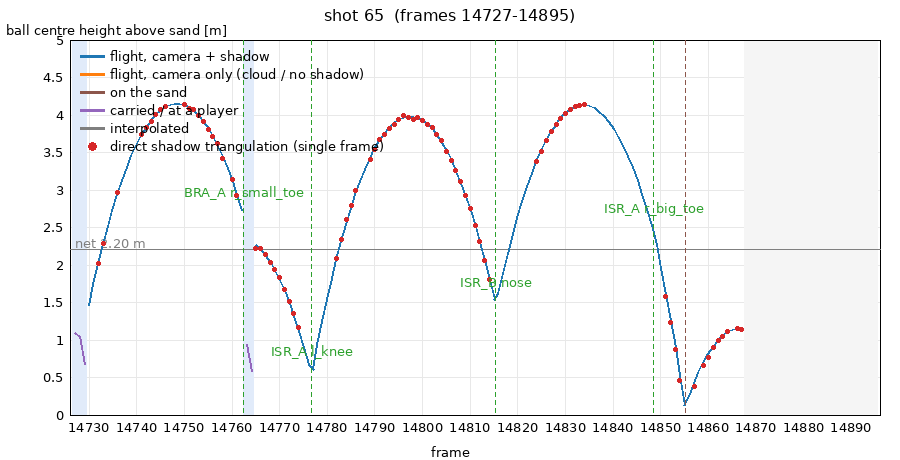 shot 65  (frames 14727-14895)
ball centre height above sand [m]
5
4.5
4
3.5
3
2.5
2
1.5
1
0.5
0
flight, camera + shadow
flight, camera only (cloud / no shadow)
on the sand
carried / at a player
interpolated
direct shadow triangulation (single frame)
BRA_A r_small_toe
ISR_A r_big_toe
net 2.20 m
ISR_B nose
ISR_A l_knee
14730 14740 14750 14760 14770 14780 14790 14800 14810 14820 14830 14840 14850 14860 14870 14880 14890
frame